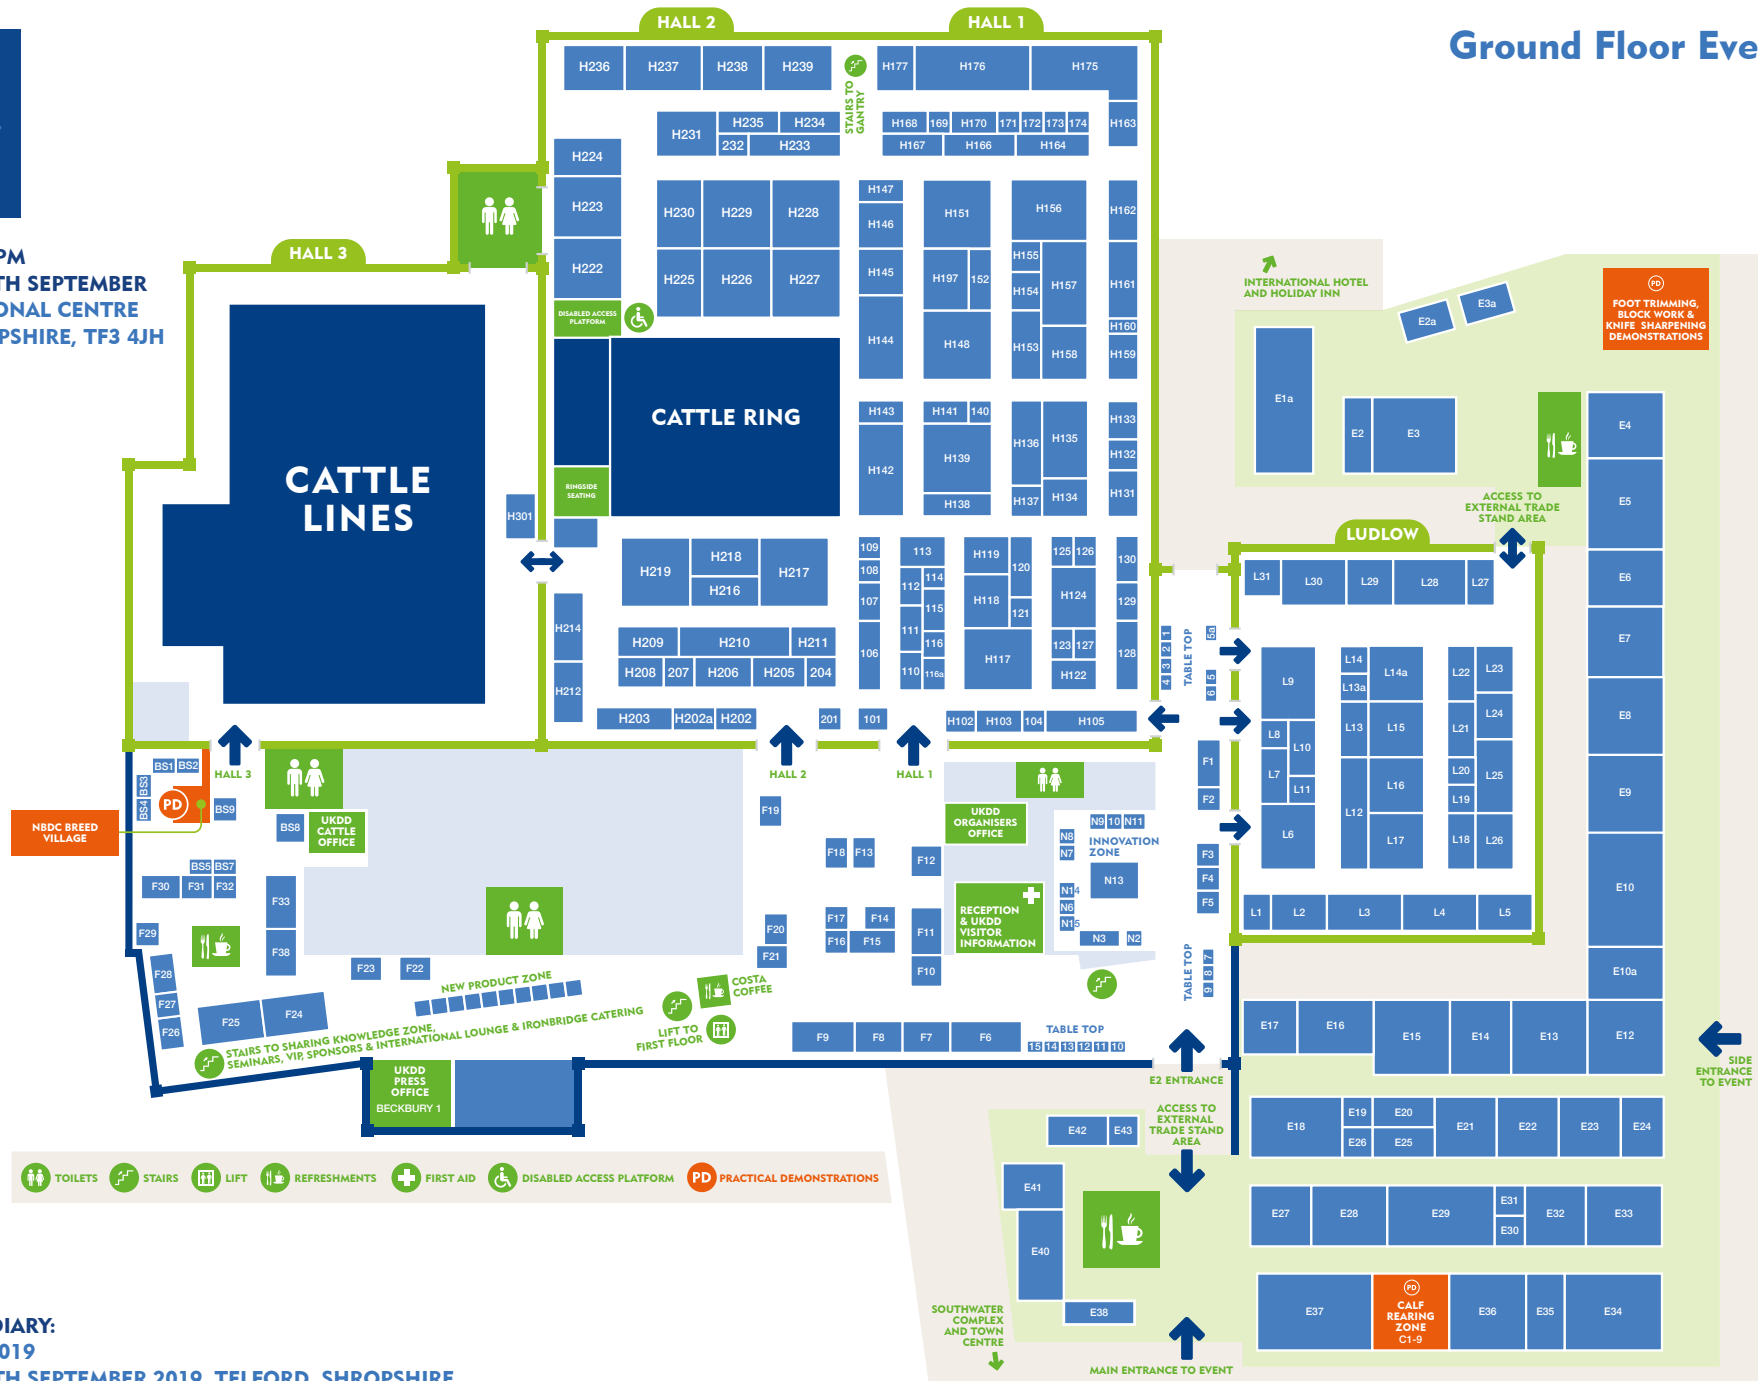 Ground Floor Eve
PM
TH SEPTEMBER
ONAL CENTRE
PSHIRE, TF3 4JH
HALL 2
HALL 1
H236
H237
H238
H239
STAIRS TO
GANTRY
H177
H176
H175
H231
H235
H234
232
H233
H168
169
H170
171
172
173
174
H163
H167
H166
H164
H224
H223
H222
H230
H229
H228
H225
H226
H227
H147
H146
H145
H144
H151
H197
152
H148
H156
H155
H154
H157
H153
H158
H162
H161
H160
H159
DISABLED ACCESS
PLATFORM
HALL 3
CATTLE
LINES
CATTLE RING
RINGSIDE
SEATING
H301
H143
H142
H141
140
H139
H138
H136
H135
H137
H134
H133
H132
H131
H219
H218
H216
H217
H214
H212
H209
H210
H211
H208
207
H206
H205
204
H203
H202a
H202
201
101
109
108
107
106
113
112
114
115
111
116
110
116a
H119
120
H118
121
H117
125
126
H124
123
127
H122
130
129
128
H102
H103
104
H105
INTERNATIONAL HOTEL
AND HOLIDAY INN
E2a
E3a
E1a
E2
E3
PD
FOOT TRIMMING,
BLOCK WORK &
KNIFE SHARPENING
DEMONSTRATIONS
ACCESS TO
EXTERNAL TRADE
STAND AREA
E4
E5
E6
E7
E8
E9
E10
E10a
E12
LUDLOW
L31
L30
L29
L28
L27
L9
L8
L10
L7
L11
L6
L14
L14a
L13a
L13
L15
L12
L16
L17
L22
L23
L21
L24
L20
L25
L19
L18
L26
L1
L2
L3
L4
L5
1
2
3
4
TABLE TOP
5a
5
6
F1
F2
F3
F4
F5
TABLE TOP
7
8
9
HALL 3
HALL 2
HALL 1
BS1
BS2
BS3
BS4
PD
BS9
BS8
NBDC BREED
VILLAGE
UKDD
CATTLE
OFFICE
BS5
BS7
F30
F31
F32
F33
F38
F29
F28
F27
F26
F25
F24
F23
F22
NEW PRODUCT ZONE
STAIRS TO SHARING KNOWLEDGE ZONE,
SEMINARS, VIP, SPONSORS & INTERNATIONAL LOUNGE & IRONBRIDGE CATERING
F19
F18
F13
F12
F17
F14
F16
F15
F11
F10
F20
F21
COSTA
COFFEE
LIFT TO
FIRST FLOOR
F9
F8
F7
F6
TABLE TOP
15
14
13
12
11
10
UKDD
ORGANISERS
OFFICE
RECEPTION
& UKDD
VISITOR
INFORMATION
N9
10
N11
N8
N7
INNOVATION
ZONE
N13
N14
N6
N15
N3
N2
UKDD
PRESS
OFFICE
BECKBURY 1
E2 ENTRANCE
ACCESS TO
EXTERNAL
TRADE STAND
AREA
E17
E16
E15
E14
E13
SIDE
ENTRANCE
TO EVENT
E18
E19
E20
E26
E25
E21
E22
E23
E24
E27
E28
E29
E31
E30
E32
E33
E37
PD
CALF
REARING
ZONE
C1-9
E36
E35
E34
E42
E43
E41
E40
E38
SOUTHWATER
COMPLEX
AND TOWN
CENTRE
MAIN ENTRANCE TO EVENT
TOILETS
STAIRS
LIFT
REFRESHMENTS
FIRST AID
DISABLED ACCESS PLATFORM
PD PRACTICAL DEMONSTRATIONS
DIARY:
019
TH SEPTEMBER 2019, TELFORD, SHROPSHIRE